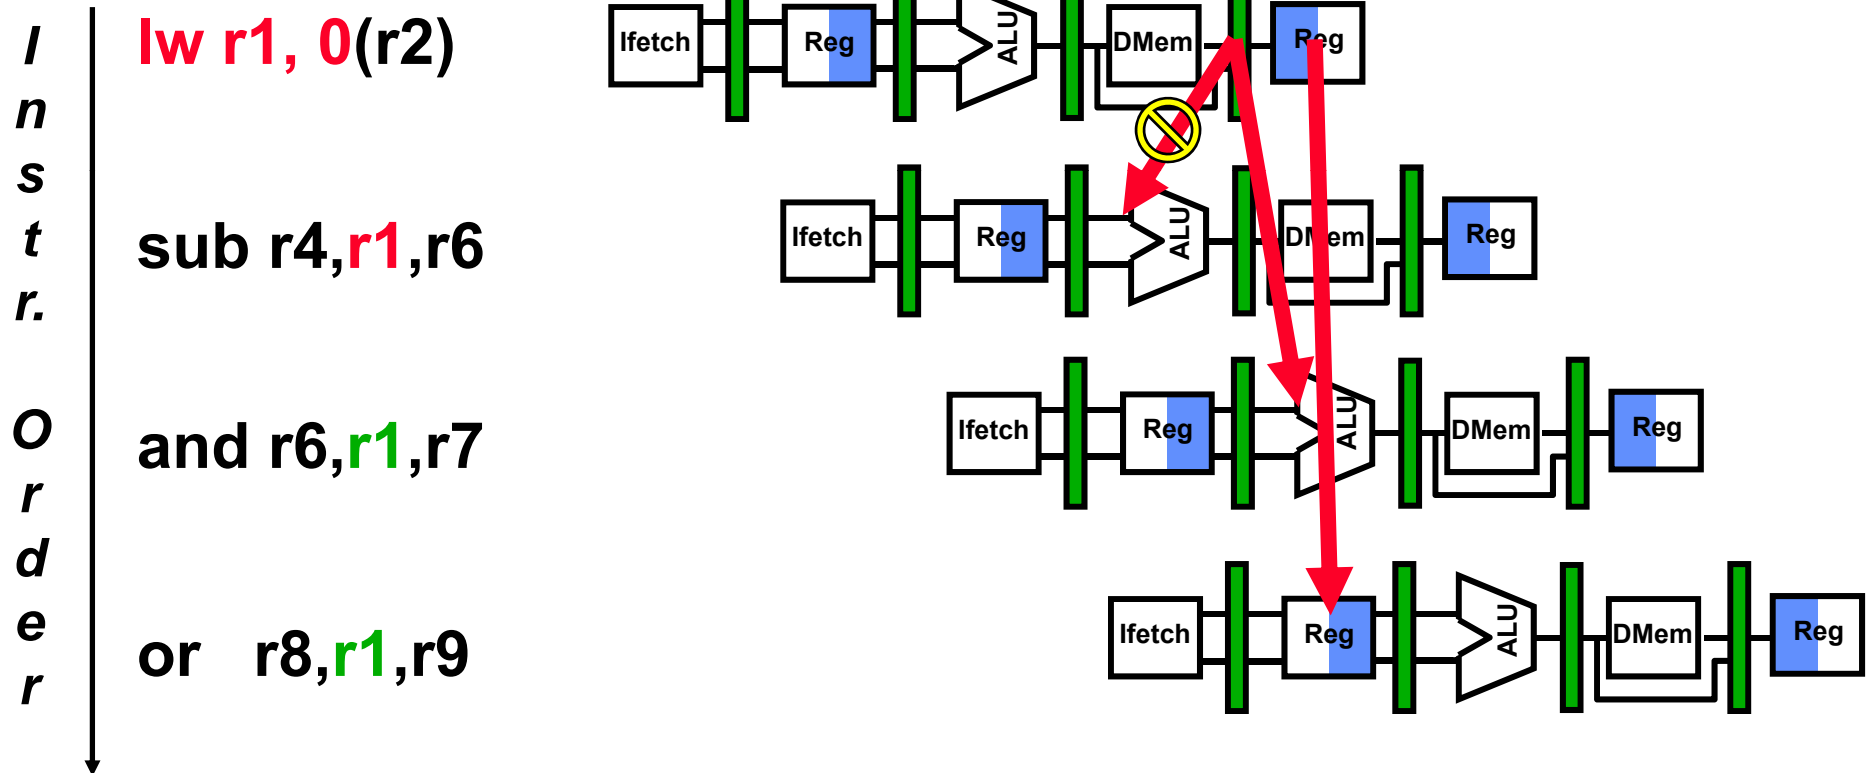 Instr. Order
lw r1, 0(r2)
Ifetch Reg ALU DMem Reg
sub r4,r1,r6
Ifetch Reg ALU DMem Reg
and r6,r1,r7
Ifetch Reg ALU DMem Reg
or r8,r1,r9
Ifetch Reg ALU DMem Reg